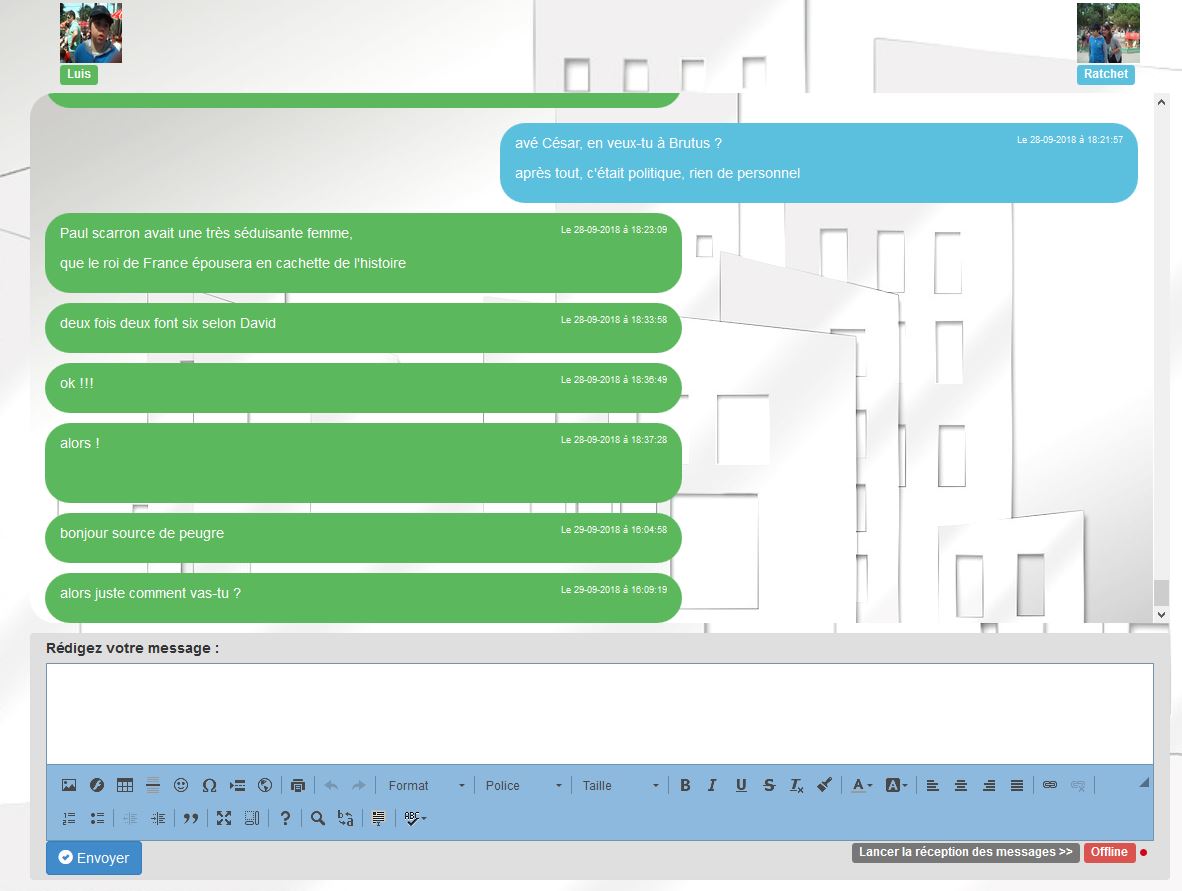 Luis
Ratchet
avé César, en veux-tu à Brutus ?
Le 28-09-2018 à 18:21:57
après tout, c'était politique, rien de personnel
Paul scarron avait une très séduisante femme,
Le 28-09-2018 à 18:23:09
que le roi de France épousera en cachette de l'histoire
deux fois deux font six selon David
Le 28-09-2018 à 18:33:58
ok !!!
Le 28-09-2018 à 18:36:49
alors !
Le 28-09-2018 à 18:37:28
bonjour source de peugre
Le 29-09-2018 à 16:04:58
alors juste comment vas-tu ?
Le 29-09-2018 à 16:09:19
Rédigez votre message :
Format
Police
Taille
B I U S Tx A A
? ABC
Envoyer
Lancer la réception des messages >>
Offline